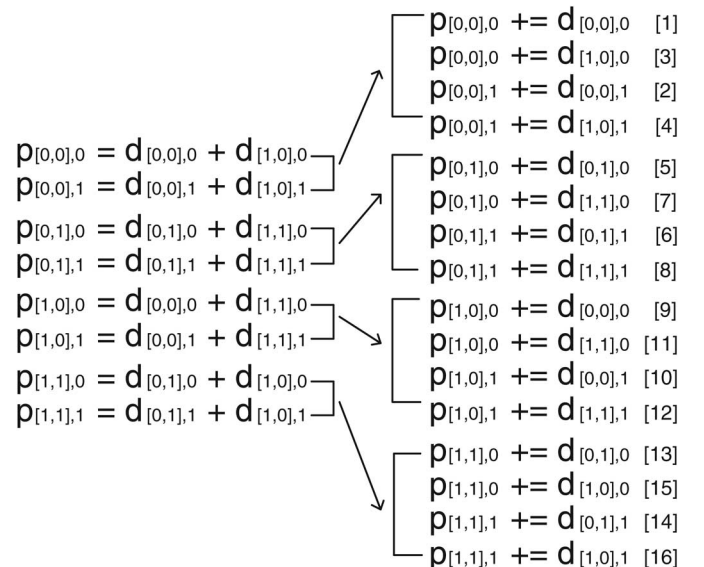 p[0,0],0 = d[0,0],0 + d[1,0],0
p[0,0],1 = d[0,0],1 + d[1,0],1
p[0,1],0 = d[0,1],0 + d[1,1],0
p[0,1],1 = d[0,1],1 + d[1,1],1
p[1,0],0 = d[0,0],0 + d[1,1],0
p[1,0],1 = d[0,0],1 + d[1,1],1
p[1,1],0 = d[0,1],0 + d[1,0],0
p[1,1],1 = d[0,1],1 + d[1,0],1
p[0,0],0 += d[0,0],0 [1]
p[0,0],0 += d[1,0],0 [3]
p[0,0],1 += d[0,0],1 [2]
p[0,0],1 += d[1,0],1 [4]
p[0,1],0 += d[0,1],0 [5]
p[0,1],0 += d[1,1],0 [7]
p[0,1],1 += d[0,1],1 [6]
p[0,1],1 += d[1,1],1 [8]
p[1,0],0 += d[0,0],0 [9]
p[1,0],0 += d[1,1],0 [11]
p[1,0],1 += d[0,0],1 [10]
p[1,0],1 += d[1,1],1 [12]
p[1,1],0 += d[0,1],0 [13]
p[1,1],0 += d[1,0],0 [15]
p[1,1],1 += d[0,1],1 [14]
p[1,1],1 += d[1,0],1 [16]